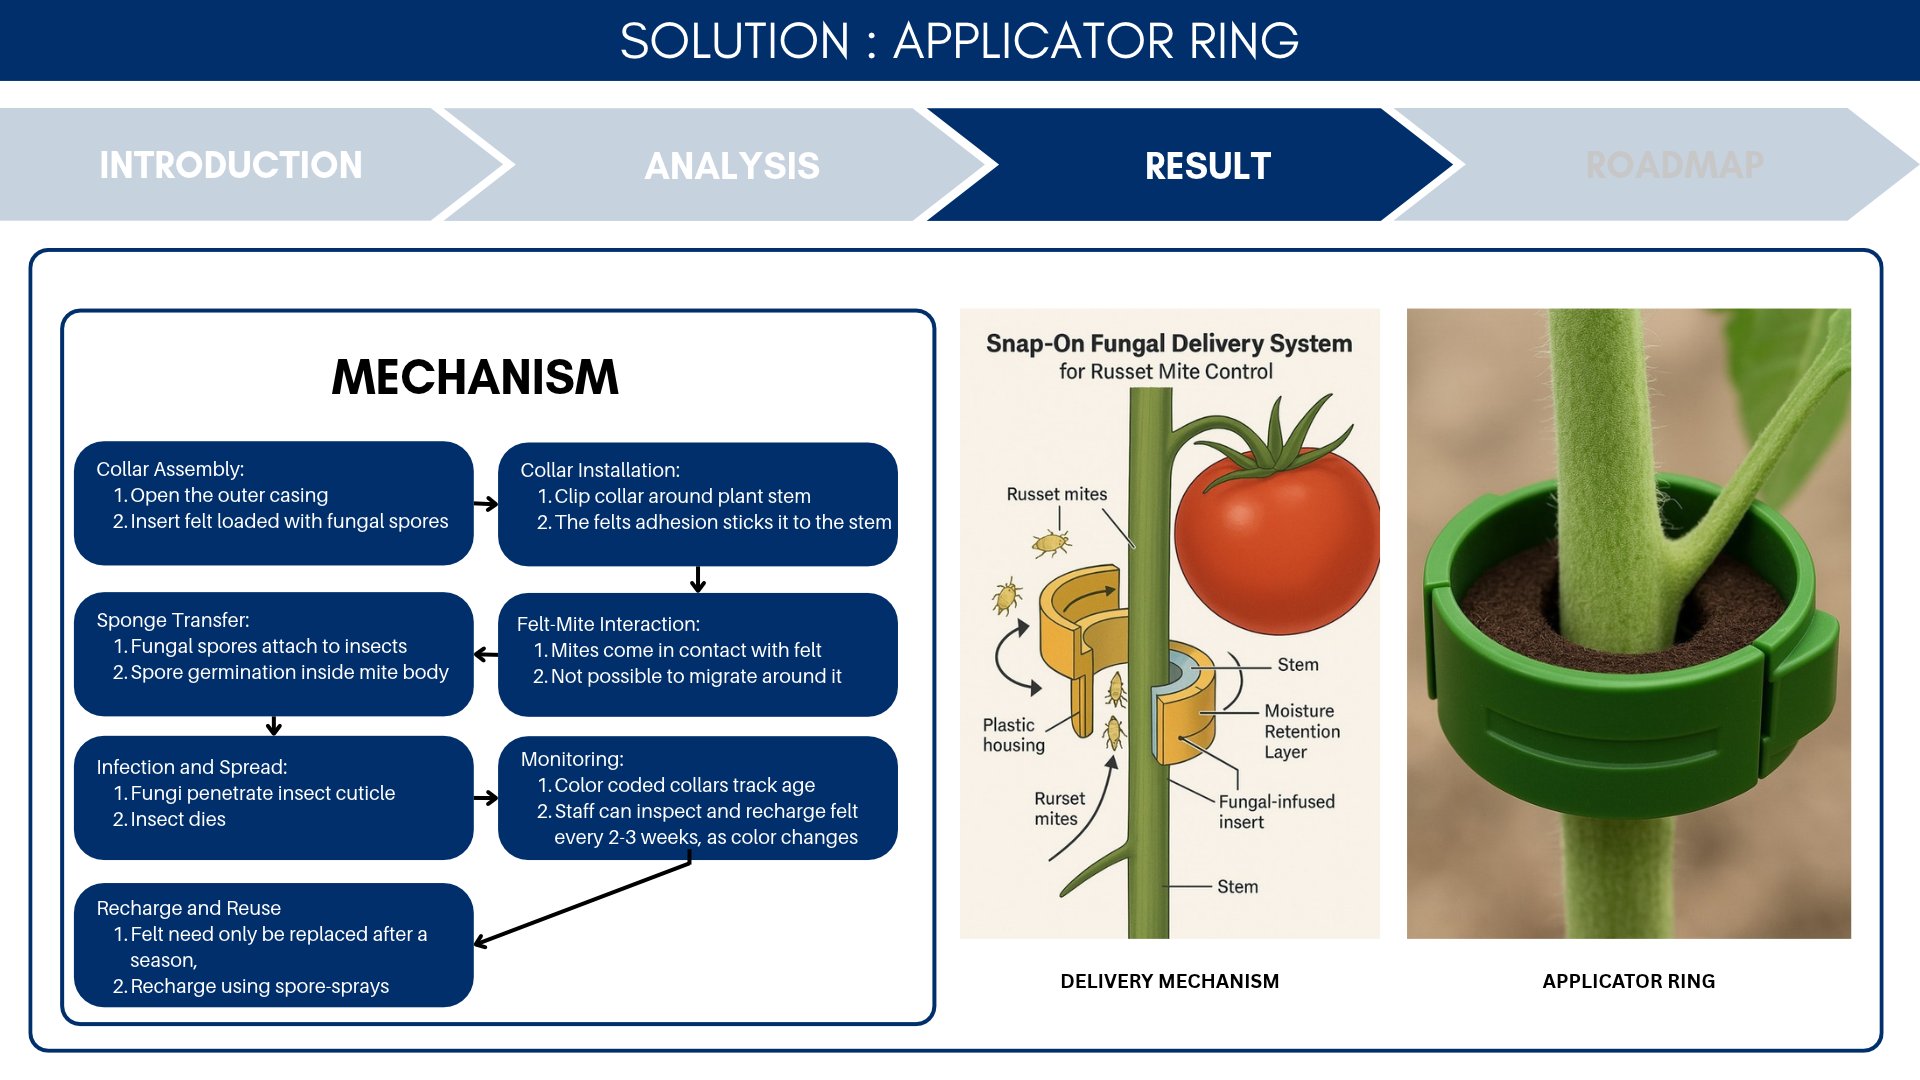 SOLUTION : APPLICATOR RING
INTRODUCTION
ANALYSIS
RESULT
ROADMAP
MECHANISM
Collar Assembly:
1. Open the outer casing
2. Insert felt loaded with fungal spores
Collar Installation:
1. Clip collar around plant stem
2. The felts adhesion sticks it to the stem
Felt-Mite Interaction:
1. Mites come in contact with felt
2. Not possible to migrate around it
Sponge Transfer:
1. Fungal spores attach to insects
2. Spore germination inside mite body
Infection and Spread:
1. Fungi penetrate insect cuticle
2. Insect dies
Monitoring:
1. Color coded collars track age
2. Staff can inspect and recharge felt
every 2-3 weeks, as color changes
Recharge and Reuse
1. Felt need only be replaced after a
season,
2. Recharge using spore-sprays
Snap-On Fungal Delivery System
for Russet Mite Control
Russet mites
Stem
Plastic
housing
Moisture
Retention
Layer
Rurset
mites
Fungal-infused
insert
Stem
DELIVERY MECHANISM
APPLICATOR RING